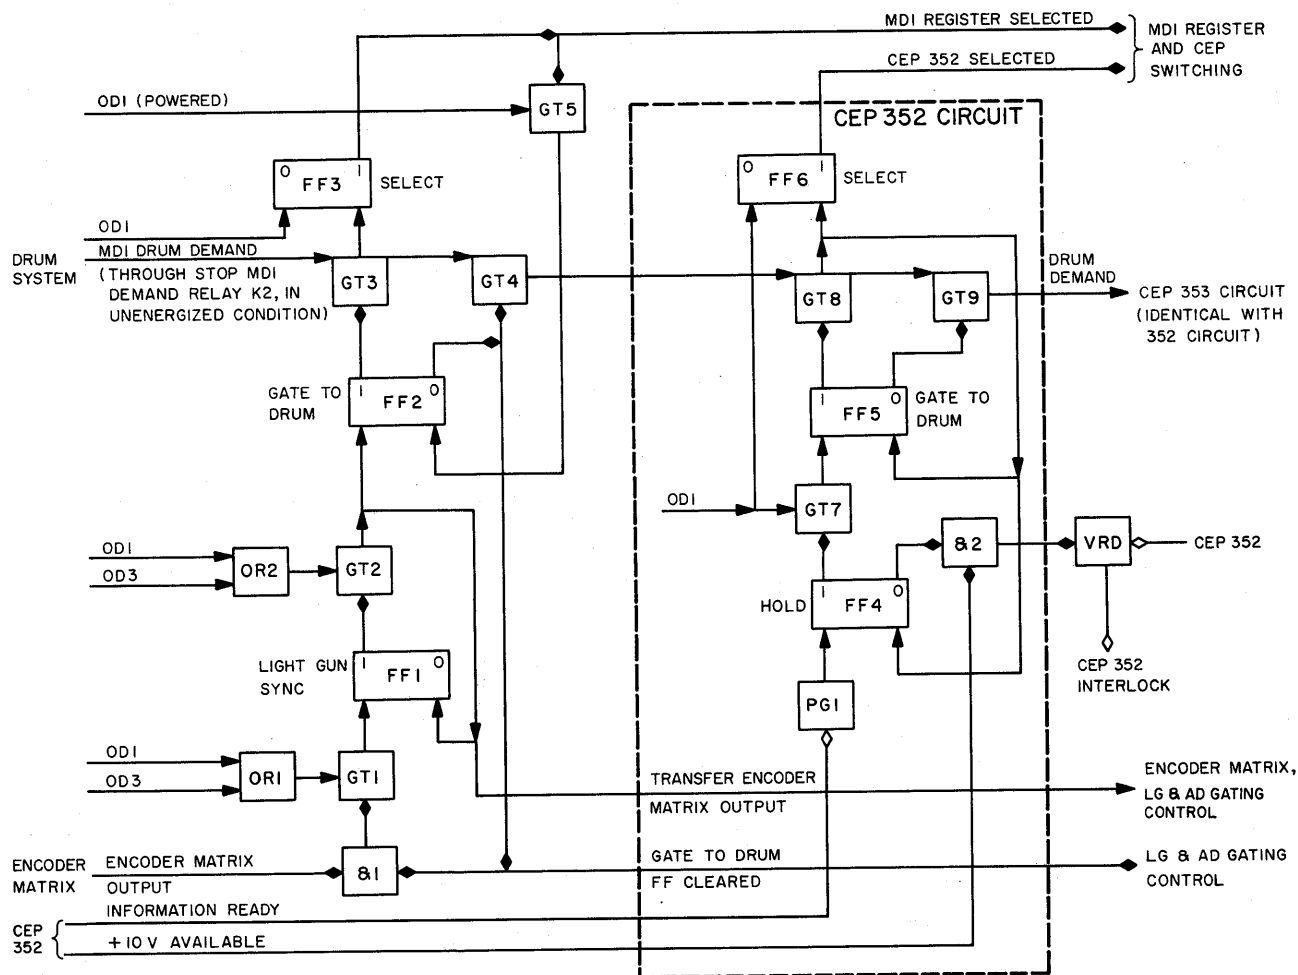 MDI REGISTER SELECTED
MDI REGISTER
AND CEP
SWITCHING
CEP 352 SELECTED
OD1 (POWERED)
GT5
CEP 352 CIRCUIT
0 FF3 1
SELECT
0 FF6 1
SELECT
OD1
DRUM
SYSTEM
MDI DRUM DEMAND
(THROUGH STOP MDI
DEMAND RELAY K2, IN
UNENERGIZED CONDITION)
GT3
GT4
GT8
GT9
DRUM
DEMAND
CEP 353 CIRCUIT
(IDENTICAL WITH
352 CIRCUIT)
GATE TO
DRUM
1 FF2 0
1 FF5 0
GATE TO
DRUM
OD1
GT7
OD1
OD3
OR2
GT2
&2
VRD
CEP 352
HOLD
1 FF4 0
CEP 352
INTERLOCK
LIGHT GUN
SYNC
1 FF1 0
PG1
OD1
OD3
OR1
GT1
TRANSFER ENCODER
MATRIX OUTPUT
ENCODER MATRIX,
LG & AD GATING
CONTROL
ENCODER
MATRIX
ENCODER MATRIX
OUTPUT
&1
GATE TO DRUM
FF CLEARED
LG & AD GATING
CONTROL
CEP
352
INFORMATION READY
+10 V AVAILABLE